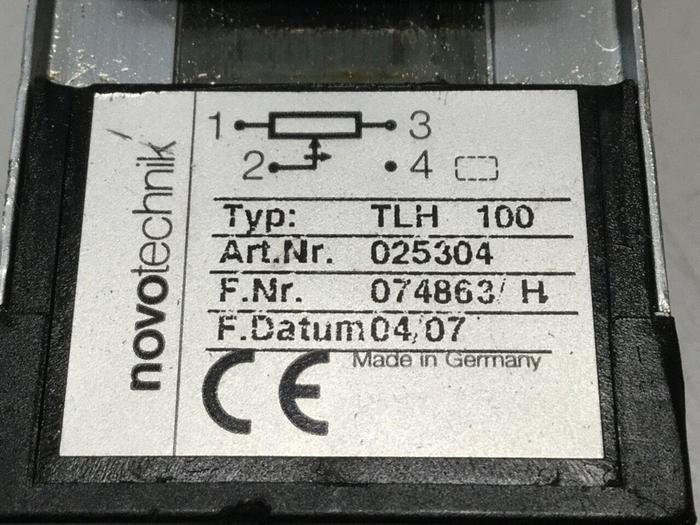 novotechnik
1 3
2 4
Typ: TLH 100
Art.Nr. 025304
F.Nr. 074863/ H
F.Datum 04/07
Made in Germany
CE